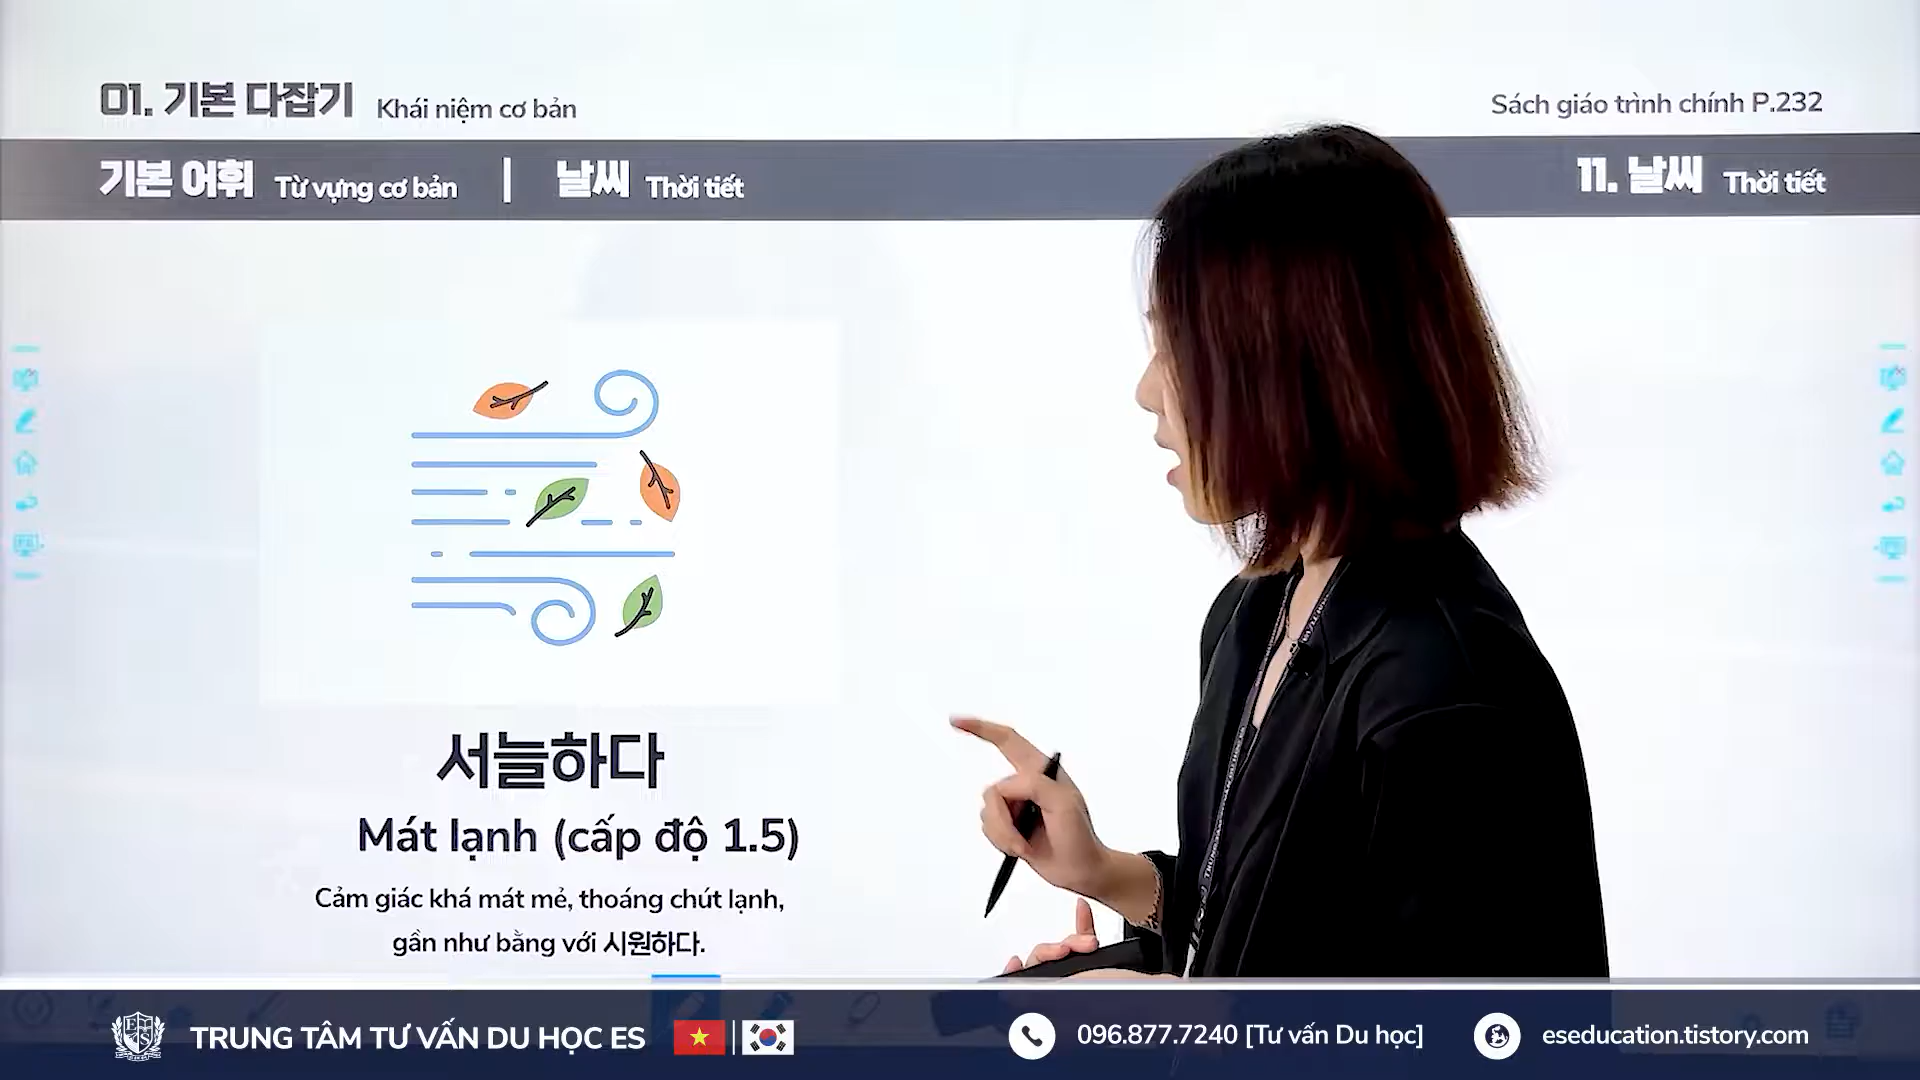 01. 기본 다잡기 Khái niệm cơ bản
Sách giáo trình chính P.232
기본 어휘 Từ vựng cơ bản | 날씨 Thời tiết
11. 날씨 Thời tiết
서늘하다
Mát lạnh (cấp độ 1.5)
Cảm giác khá mát mẻ, thoáng chút lạnh,
gần như bằng với 시원하다.
TRUNG TÂM TƯ VẤN DU HỌC ES
096.877.7240 [Tư vấn Du học]
eseducation.tistory.com